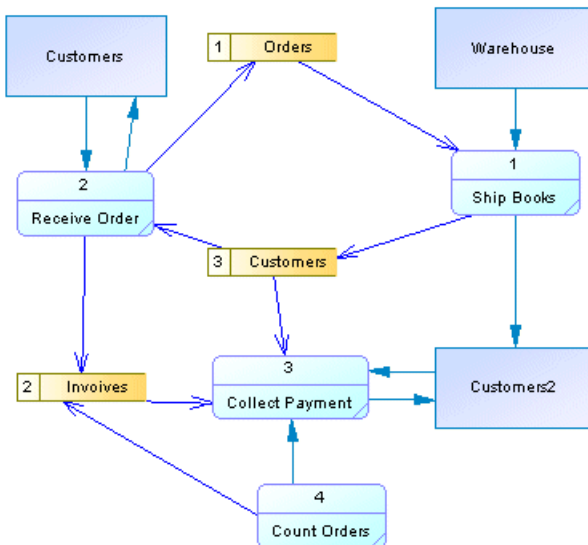 Customers
1 Orders
Warehouse
2
Receive Order
1
Ship Books
3 Customers
2 Invoives
3
Collect Payment
Customers2
4
Count Orders